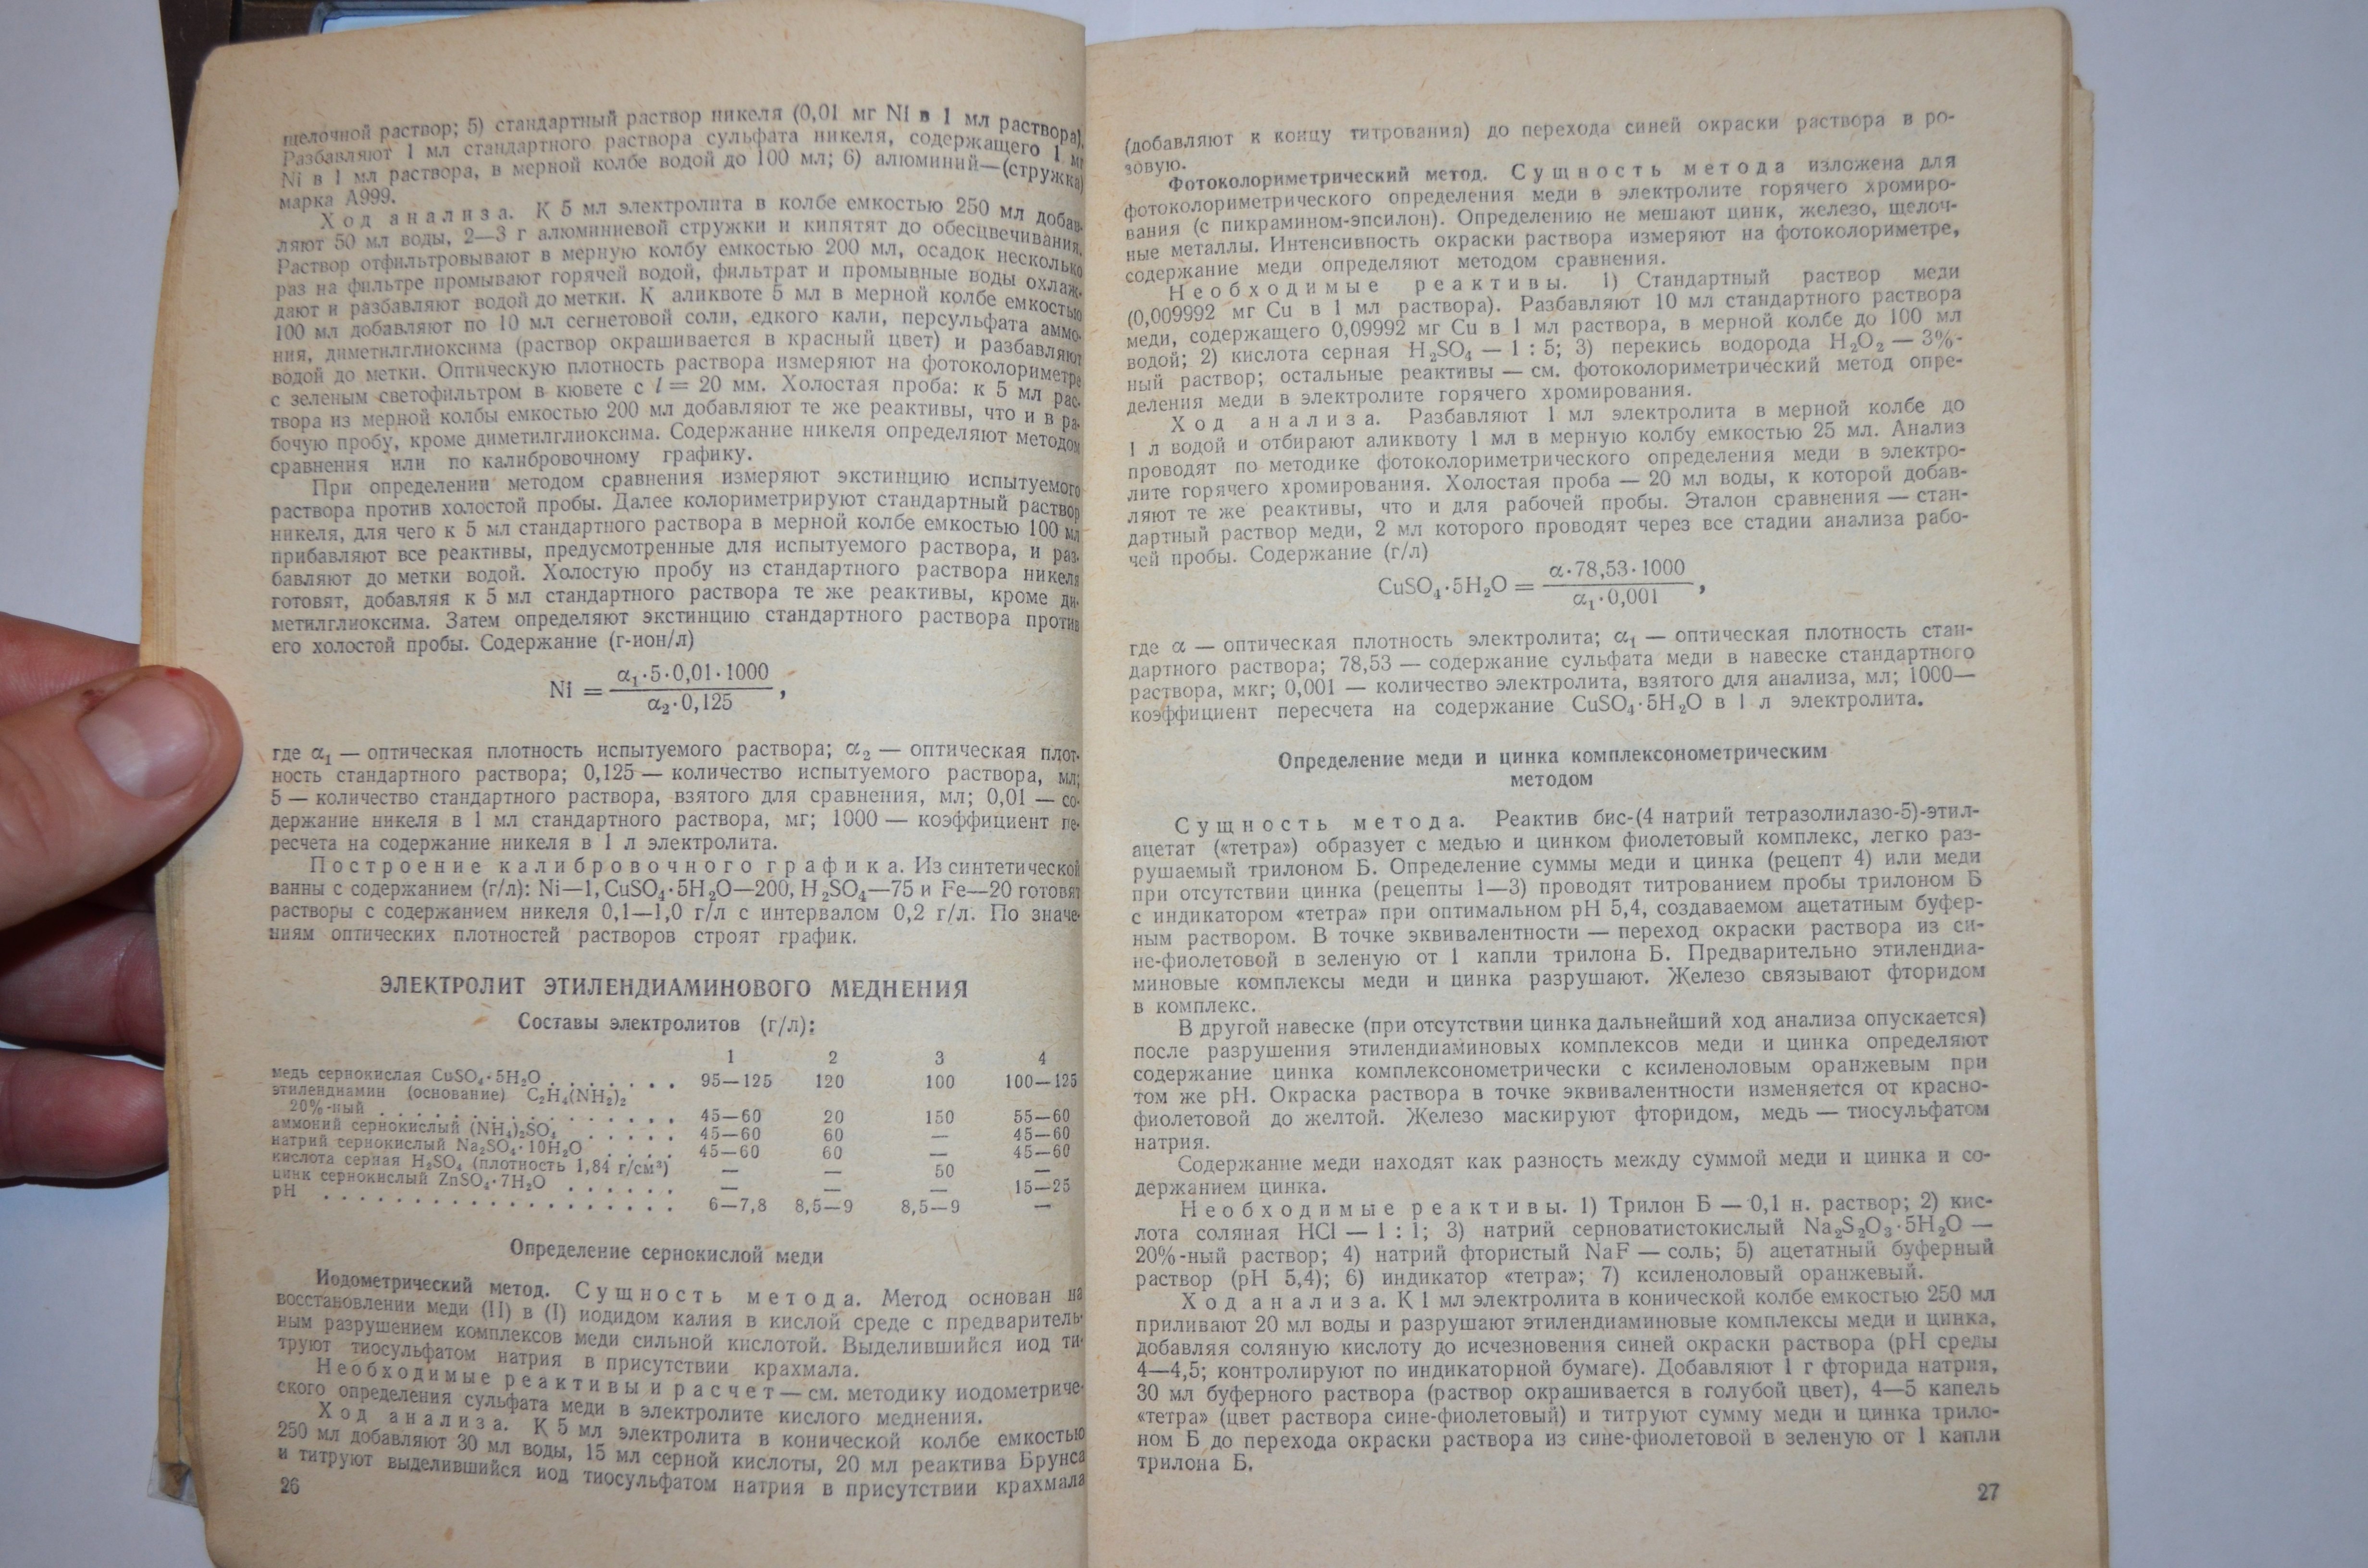 щелочной раствор; 5) стандартный раствор никеля (0,01 мг Ni в 1 мл раствора).
Разбавляют 1 мл стандартного раствора сульфата никеля, содержащего 1 мг
Ni в 1 мл раствора, в мерной колбе водой до 100 мл; 6) алюминий—(стружка)
марка А999.
Ход анализа. К 5 мл электролита в колбе емкостью 250 мл добав-
ляют 50 мл воды, 2—3 г алюминиевой стружки и кипятят до обесцвечивания.
Раствор отфильтровывают в мерную колбу емкостью 200 мл, осадок несколько
раз на фильтре промывают горячей водой, фильтрат и промывные воды охлаж-
дают и разбавляют водой до метки. К аликвоте 5 мл в мерной колбе емкостью
100 мл добавляют по 10 мл сегнетовой соли, едкого кали, персульфата аммо-
ния, диметилглиоксима (раствор окрашивается в красный цвет) и разбавляют
водой до метки. Оптическую плотность раствора измеряют на фотоколориметре
с зеленым светофильтром в кювете с l = 20 мм. Холостая проба: к 5 мл рас-
твора из мерной колбы емкостью 200 мл добавляют те же реактивы, что и в ра-
бочую пробу, кроме диметилглиоксима. Содержание никеля определяют методом
сравнения или по калибровочному графику.
При определении методом сравнения измеряют экстинцию испытуемого
раствора против холостой пробы. Далее колориметрируют стандартный раствор
никеля, для чего к 5 мл стандартного раствора в мерной колбе емкостью 100 мл
прибавляют все реактивы, предусмотренные для испытуемого раствора, и раз-
бавляют до метки водой. Холостую пробу из стандартного раствора никеля
готовят, добавляя к 5 мл стандартного раствора те же реактивы, кроме ди-
метилглиоксима. Затем определяют экстинцию стандартного раствора против
его холостой пробы. Содержание (г-ион/л)
Ni = α₁·5·0,01·1000 / α₂·0,125 ,
где α₁ — оптическая плотность испытуемого раствора; α₂ — оптическая плот-
ность стандартного раствора; 0,125 — количество испытуемого раствора, мл;
5 — количество стандартного раствора, взятого для сравнения, мл; 0,01 — со-
держание никеля в 1 мл стандартного раствора, мг; 1000 — коэффициент пе-
ресчета на содержание никеля в 1 л электролита.
Построение калибровочного графика. Из синтетической
ванны с содержанием (г/л): Ni—1, CuSO₄·5H₂O—200, H₂SO₄—75 и Fe—20 готовят
растворы с содержанием никеля 0,1—1,0 г/л с интервалом 0,2 г/л. По значе-
ниям оптических плотностей растворов строят график.
ЭЛЕКТРОЛИТ ЭТИЛЕНДИАМИНОВОГО МЕДНЕНИЯ
Составы электролитов (г/л):
1 2 3 4
медь сернокислая CuSO₄·5H₂O . . . . . . . 95—125 120 100 100—125
этилендиамин (основание) C₂H₄(NH₂)₂
20%-ный . . . . . . . . . . . . . . . . 45—60 20 150 55—60
аммоний сернокислый (NH₄)₂SO₄ . . . . . 45—60 60 — 45—60
натрий сернокислый Na₂SO₄·10H₂O . . . . 45—60 60 — 45—60
кислота серная H₂SO₄ (плотность 1,84 г/см³) — — 50 —
цинк сернокислый ZnSO₄·7H₂O . . . . . . — — — 15—25
pH . . . . . . . . . . . . . . . . . . . 6—7,8 8,5—9 8,5—9 —
Определение сернокислой меди
Иодометрический метод. Сущность метода. Метод основан на
восстановлении меди (II) в (I) иодидом калия в кислой среде с предваритель-
ным разрушением комплексов меди сильной кислотой. Выделившийся иод ти-
труют тиосульфатом натрия в присутствии крахмала.
Необходимые реактивы и расчет — см. методику иодометриче-
ского определения сульфата меди в электролите кислого меднения.
Ход анализа. К 5 мл электролита в конической колбе емкостью
250 мл добавляют 30 мл воды, 15 мл серной кислоты, 20 мл реактива Брунса
и титруют выделившийся иод тиосульфатом натрия в присутствии крахмала
26
(добавляют к концу титрования) до перехода синей окраски раствора в ро-
зовую.
Фотоколориметрический метод. Сущность метода изложена для
фотоколориметрического определения меди в электролите горячего хромиро-
вания (с пикрамином-эпсилон). Определению не мешают цинк, железо, щелоч-
ные металлы. Интенсивность окраски раствора измеряют на фотоколориметре,
содержание меди определяют методом сравнения.
Необходимые реактивы. 1) Стандартный раствор меди
(0,009992 мг Cu в 1 мл раствора). Разбавляют 10 мл стандартного раствора
меди, содержащего 0,09992 мг Cu в 1 мл раствора, в мерной колбе до 100 мл
водой; 2) кислота серная H₂SO₄ — 1 : 5; 3) перекись водорода H₂O₂ — 3%-
ный раствор; остальные реактивы — см. фотоколориметрический метод опре-
деления меди в электролите горячего хромирования.
Ход анализа. Разбавляют 1 мл электролита в мерной колбе до
1 л водой и отбирают аликвоту 1 мл в мерную колбу емкостью 25 мл. Анализ
проводят по методике фотоколориметрического определения меди в электро-
лите горячего хромирования. Холостая проба — 20 мл воды, к которой добав-
ляют те же реактивы, что и для рабочей пробы. Эталон сравнения — стан-
дартный раствор меди, 2 мл которого проводят через все стадии анализа рабо-
чей пробы. Содержание (г/л)
CuSO₄·5H₂O = α·78,53·1000 / α₁·0,001 ,
где α — оптическая плотность электролита; α₁ — оптическая плотность стан-
дартного раствора; 78,53 — содержание сульфата меди в навеске стандартного
раствора, мкг; 0,001 — количество электролита, взятого для анализа, мл; 1000—
коэффициент пересчета на содержание CuSO₄·5H₂O в 1 л электролита.
Определение меди и цинка комплексонометрическим
методом
Сущность метода. Реактив бис-(4 натрий тетразолилазо-5)-этил-
ацетат («тетра») образует с медью и цинком фиолетовый комплекс, легко раз-
рушаемый трилоном Б. Определение суммы меди и цинка (рецепт 4) или меди
при отсутствии цинка (рецепты 1—3) проводят титрованием пробы трилоном Б
с индикатором «тетра» при оптимальном pH 5,4, создаваемом ацетатным буфер-
ным раствором. В точке эквивалентности — переход окраски раствора из си-
не-фиолетовой в зеленую от 1 капли трилона Б. Предварительно этилендиа-
миновые комплексы меди и цинка разрушают. Железо связывают фторидом
в комплекс.
В другой навеске (при отсутствии цинка дальнейший ход анализа опускается)
после разрушения этилендиаминовых комплексов меди и цинка определяют
содержание цинка комплексонометрически с ксиленоловым оранжевым при
том же pH. Окраска раствора в точке эквивалентности изменяется от красно-
фиолетовой до желтой. Железо маскируют фторидом, медь — тиосульфатом
натрия.
Содержание меди находят как разность между суммой меди и цинка и со-
держанием цинка.
Необходимые реактивы. 1) Трилон Б — 0,1 н. раствор; 2) кис-
лота соляная HCl — 1 : 1; 3) натрий серноватистокислый Na₂S₂O₃·5H₂O —
20%-ный раствор; 4) натрий фтористый NaF — соль; 5) ацетатный буферный
раствор (pH 5,4); 6) индикатор «тетра»; 7) ксиленоловый оранжевый.
Ход анализа. К 1 мл электролита в конической колбе емкостью 250 мл
приливают 20 мл воды и разрушают этилендиаминовые комплексы меди и цинка,
добавляя соляную кислоту до исчезновения синей окраски раствора (pH среды
4—4,5; контролируют по индикаторной бумаге). Добавляют 1 г фторида натрия,
30 мл буферного раствора (раствор окрашивается в голубой цвет), 4—5 капель
«тетра» (цвет раствора сине-фиолетовый) и титруют сумму меди и цинка трило-
ном Б до перехода окраски раствора из сине-фиолетовой в зеленую от 1 капли
трилона Б.
27